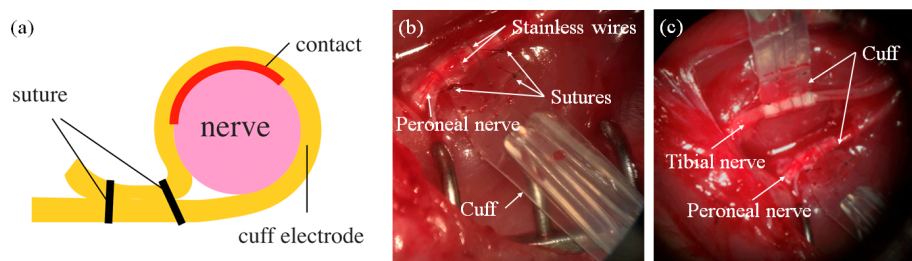 (a)
contact
suture
nerve
cuff electrode
(b)
Stainless wires
Sutures
Peroneal nerve
Cuff
(c)
Cuff
Tibial nerve
Peroneal nerve